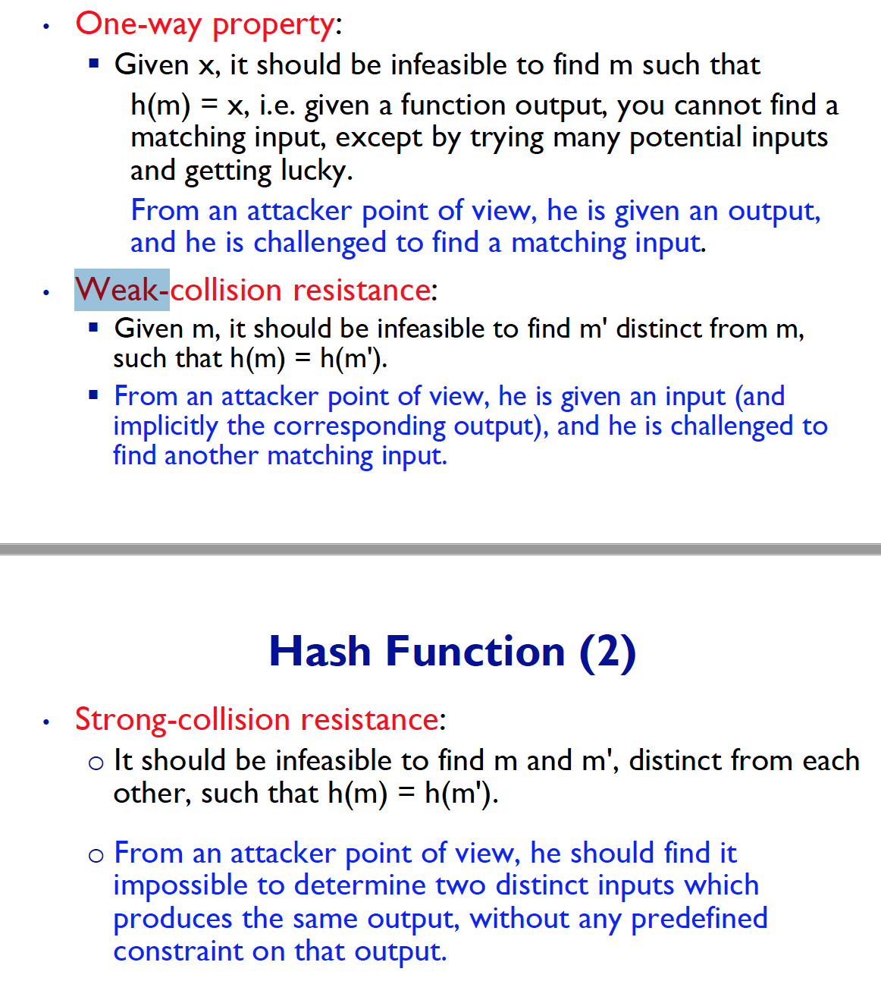 • One-way property:
▪ Given x, it should be infeasible to find m such that
h(m) = x, i.e. given a function output, you cannot find a
matching input, except by trying many potential inputs
and getting lucky.
From an attacker point of view, he is given an output,
and he is challenged to find a matching input.
• Weak-collision resistance:
▪ Given m, it should be infeasible to find m' distinct from m,
such that h(m) = h(m').
▪ From an attacker point of view, he is given an input (and
implicitly the corresponding output), and he is challenged to
find another matching input.
Hash Function (2)
• Strong-collision resistance:
○ It should be infeasible to find m and m', distinct from each
other, such that h(m) = h(m').
○ From an attacker point of view, he should find it
impossible to determine two distinct inputs which
produces the same output, without any predefined
constraint on that output.